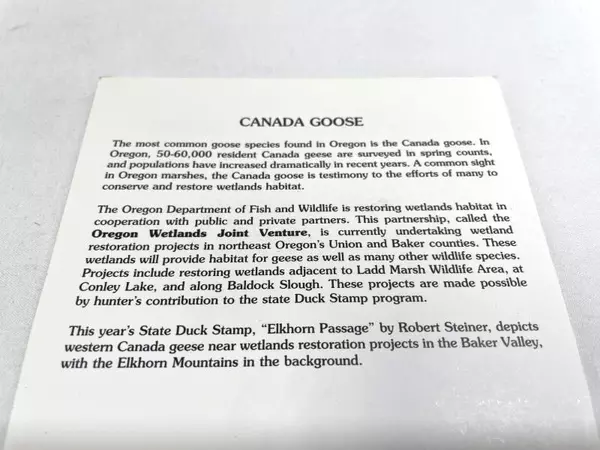 CANADA GOOSE
The most common goose species found in Oregon is the Canada goose. In
Oregon, 50-60,000 resident Canada geese are surveyed in spring counts,
and populations have increased dramatically in recent years. A common sight
in Oregon marshes, the Canada goose is testimony to the efforts of many to
conserve and restore wetlands habitat.
The Oregon Department of Fish and Wildlife is restoring wetlands habitat in
cooperation with public and private partners. This partnership, called the
Oregon Wetlands Joint Venture, is currently undertaking wetland
restoration projects in northeast Oregon's Union and Baker counties. These
wetlands will provide habitat for geese as well as many other wildlife species.
Projects include restoring wetlands adjacent to Ladd Marsh Wildlife Area, at
Conley Lake, and along Baldock Slough. These projects are made possible
by hunter's contribution to the state Duck Stamp program.
This year's State Duck Stamp, "Elkhorn Passage" by Robert Steiner, depicts
western Canada geese near wetlands restoration projects in the Baker Valley,
with the Elkhorn Mountains in the background.